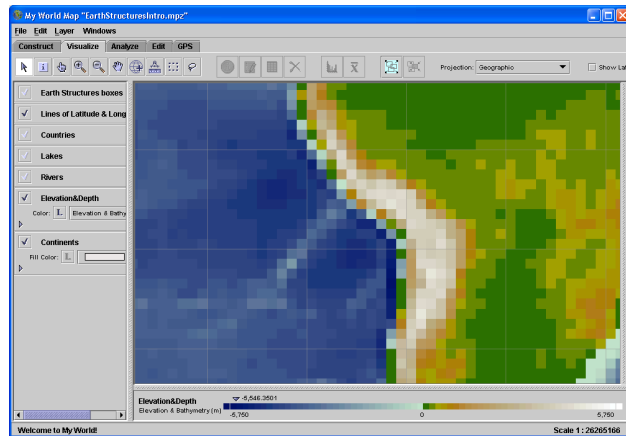 My World Map "EarthStructuresIntro.mpz"
File Edit Layer Windows
Construct Visualize Analyze Edit GPS
Projection: Geographic Show Lat
Earth Structures boxes
Lines of Latitude & Long
Countries
Lakes
Rivers
Elevation&Depth
Color: L Elevation & Bathy
Continents
Fill Color: L
Elevation&Depth -5,546.3501
Elevation & Bathymetry (m) -5,750 0 5,750
Welcome to My World! Scale 1 : 26265166